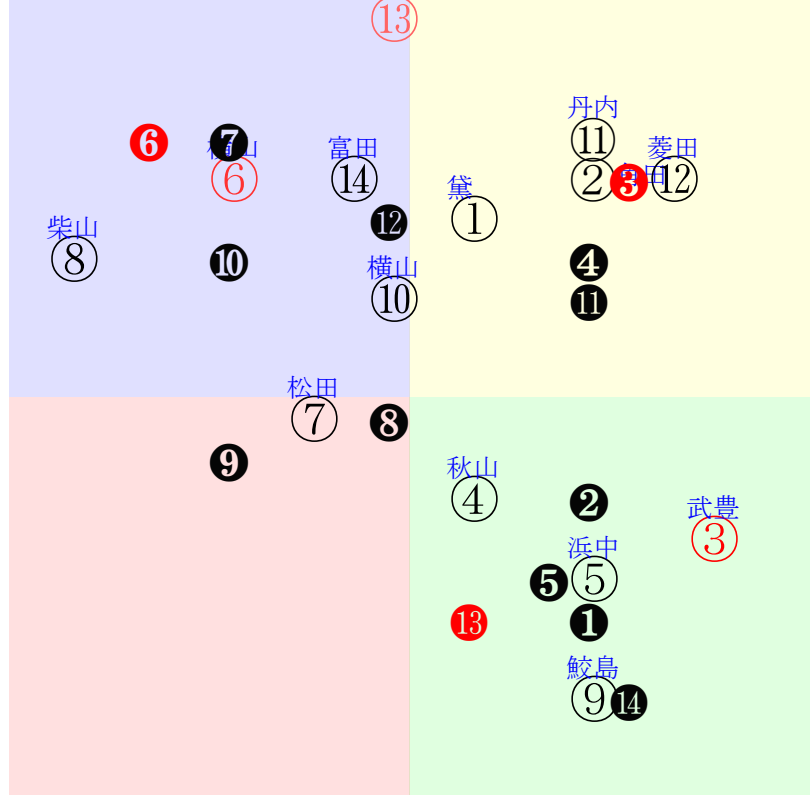 ⑬
丹内
❻ ❼ 富田 ⑪ 菱田
⑥ ⑭ ② ❸ 田 ⑫
黛
⓬ ①
柴山
⑧ ❿ 横山 ❹
⑩ ⓫
松田
⑦ ❽
❾ 秋山
④ ❷ 武豊
③
浜中
❺ ⑤
⓭ ❶
鮫島
⑨ ⓮